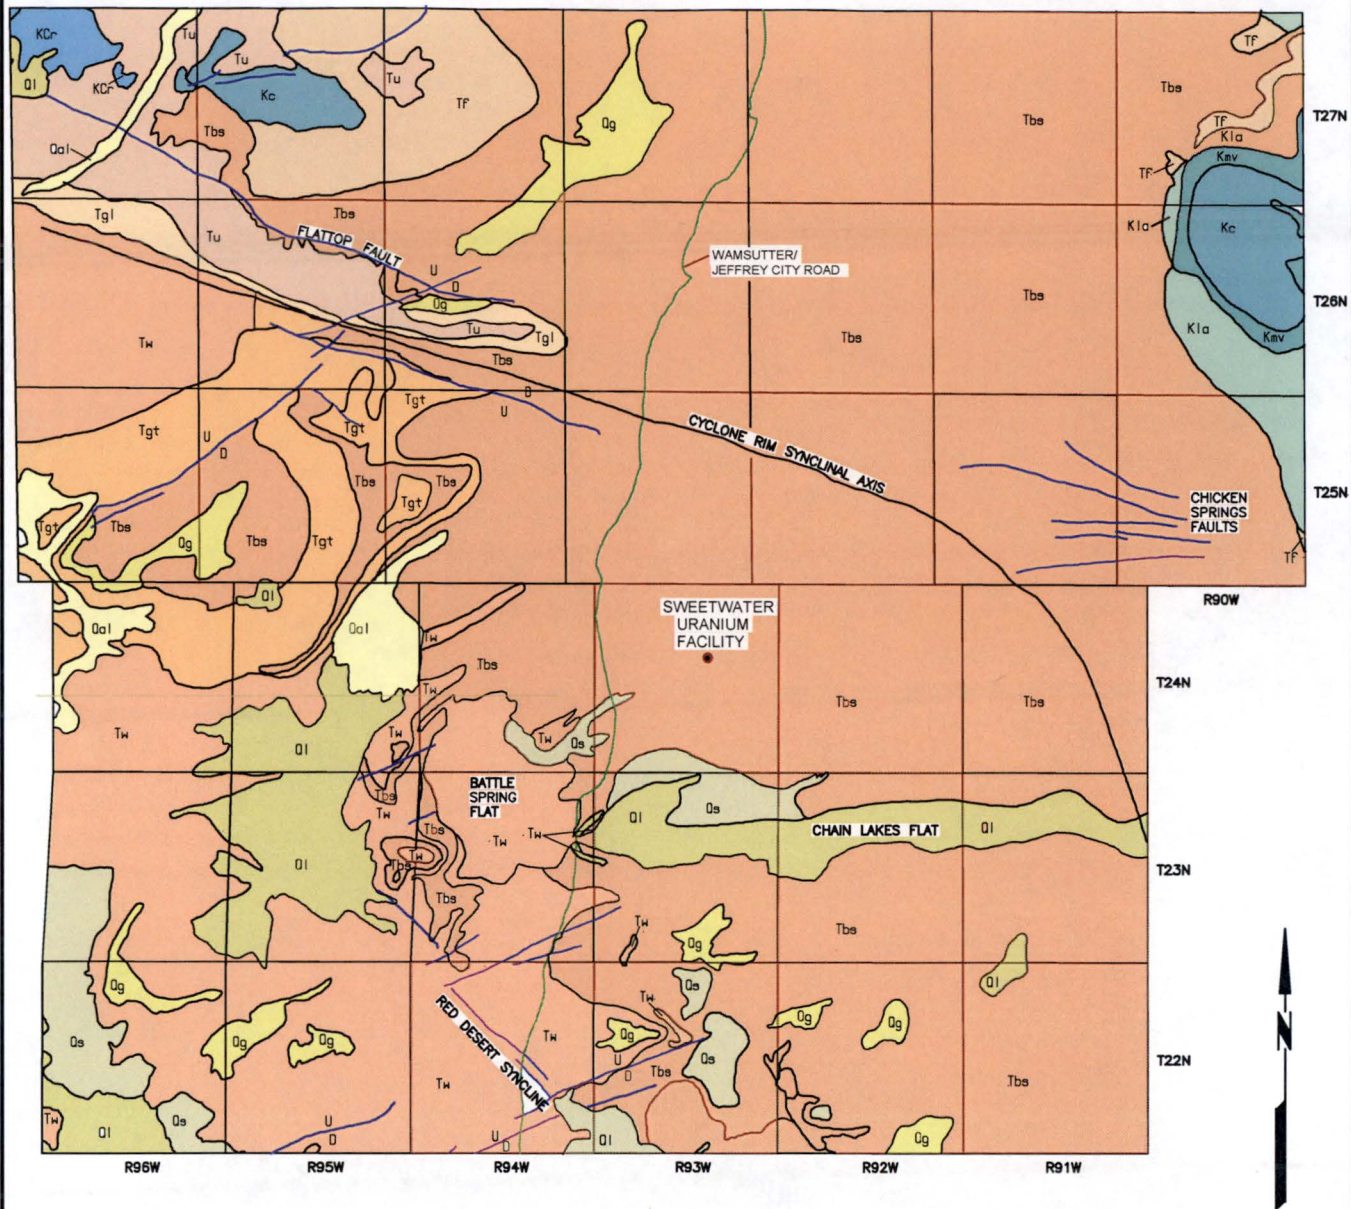 KCr
Tu
Tu
Tf
Ql
KCr
Kc
Tu
Tf
Tbs
T27N
Qg
Tbs
Tbs
Tf
Kla
Qal
Kmv
Tf
Tgl
Tbs
Tu
Kla
Kc
FLATTOP FAULT
WAMSUTTER/
JEFFREY CITY ROAD
U
D
Tbs
T26N
Qg
Tu
Tgl
Tbs
Kla
Kmv
Tw
Tbs
D
U
Tgt
Tgt
Tgt
U
D
CYCLONE RIM SYNCLINAL AXIS
Tbs
Tbs
Tgt
CHICKEN
SPRINGS
FAULTS
T25N
Tgt
Tbs
Qg
Tbs
Tgt
Tf
Ql
R90W
SWEETWATER
URANIUM
FACILITY
Qal
Qal
Tw
Tbs
T24N
Tw
Tbs
Tbs
Tw
Tw
Tw
Qs
Ql
BATTLE
SPRING
FLAT
Tbs
Tw
Qs
Ql
CHAIN LAKES FLAT
Ql
Tbs
Tw
Tw
Tw
Tbs
Ql
T23N
Tbs
Tw
Qg
Tbs
Qg
Qs
Ql
RED DESERT SYNCLINE
Tw
Qg
Qg
Qs
Qg
Qg
Tw
Qg
Qg
N
U
D
Tbs
Qs
T22N
Tw
Tbs
Tw
Ql
Qs
U
D
U
D
Ql
Qg
R96W
R95W
R94W
R93W
R92W
R91W